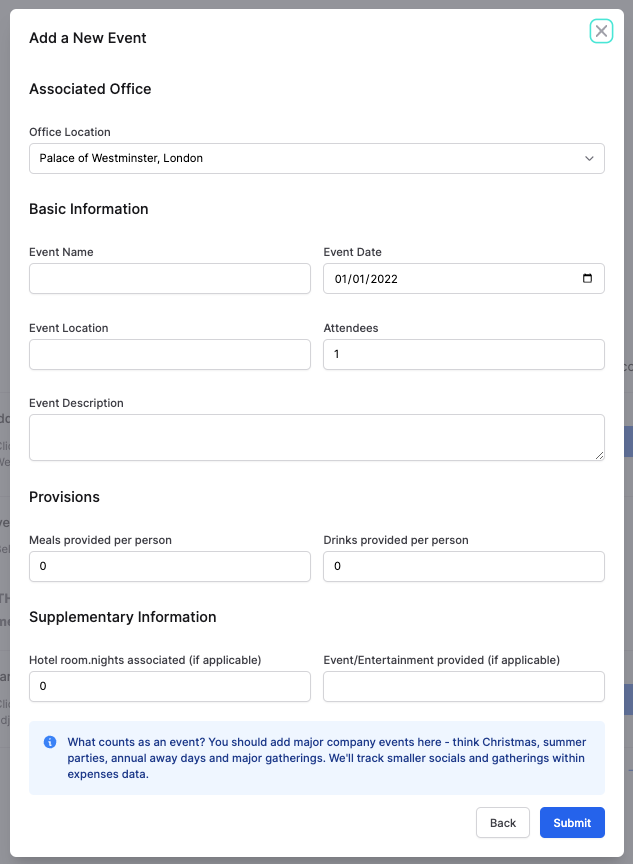 Add a New Event
Associated Office
Office Location
Palace of Westminster, London
Basic Information
Event Name
Event Date
01/01/2022
Event Location
Attendees
1
Event Description
Provisions
Meals provided per person
Drinks provided per person
0
0
Supplementary Information
Hotel room.nights associated (if applicable)
Event/Entertainment provided (if applicable)
0
What counts as an event? You should add major company events here - think Christmas, summer
parties, annual away days and major gatherings. We'll track smaller socials and gatherings within
expenses data.
Back
Submit